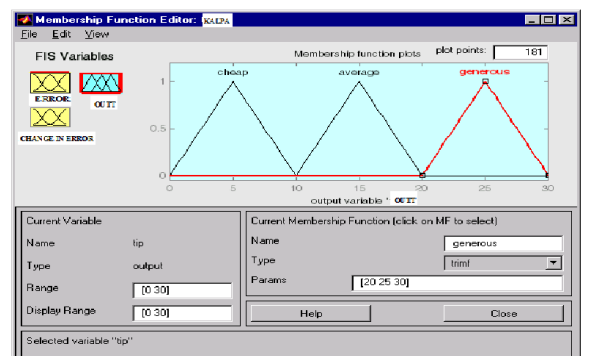 Membership Function Editor: KALPA
File Edit View
FIS Variables
Membership function plots plot points: 181
ERROR
OUTT
CHANGE IN ERROR
cheap average generous
1
0.5
0
0 5 10 15 20 25 30
output variable " OUTT
Current Variable
Name tip
Type output
Range [0 30]
Display Range [0 30]
Current Membership Function (click on MF to select)
Name generous
Type trimf
Params [20 25 30]
Help Close
Selected variable "tip"